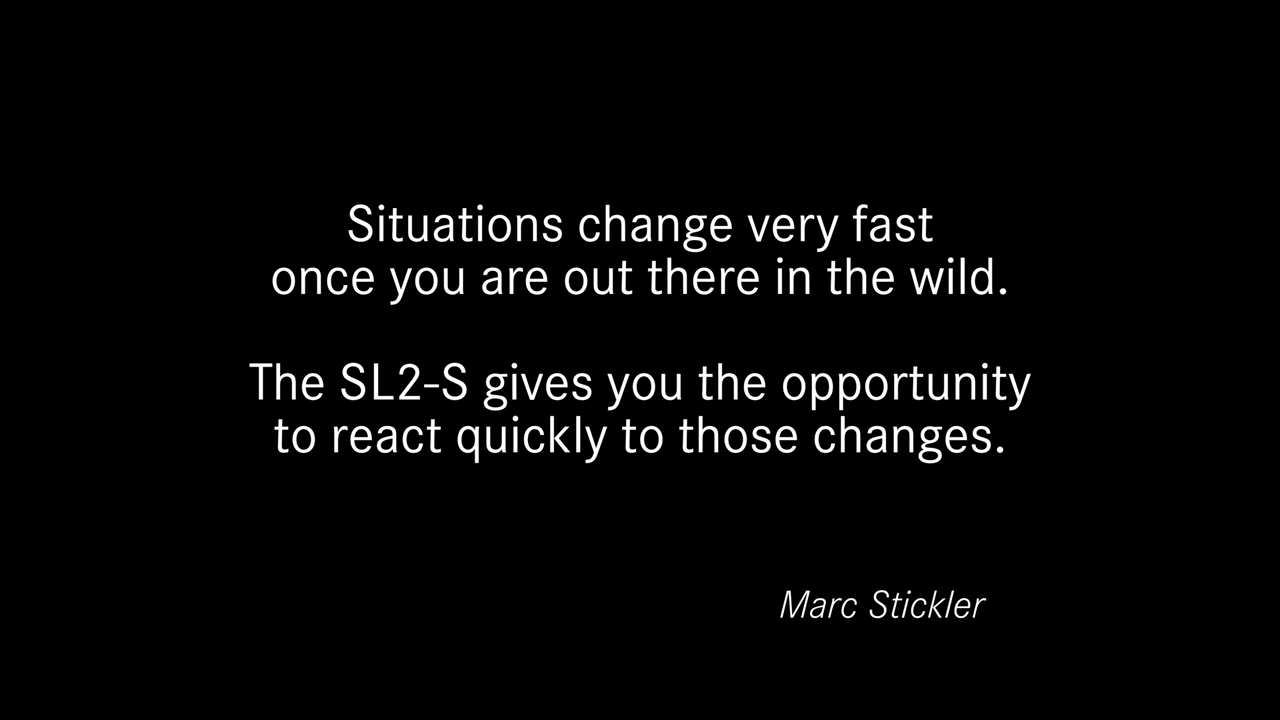 Situations change very fast
once you are out there in the wild.
The SL2-S gives you the opportunity
to react quickly to those changes.
Marc Stickler